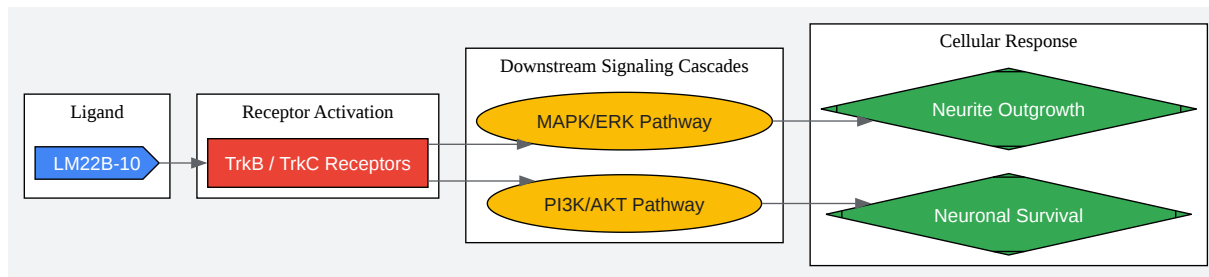 Ligand
LM22B-10
Receptor Activation
TrkB / TrkC Receptors
Downstream Signaling Cascades
MAPK/ERK Pathway
PI3K/AKT Pathway
Cellular Response
Neurite Outgrowth
Neuronal Survival